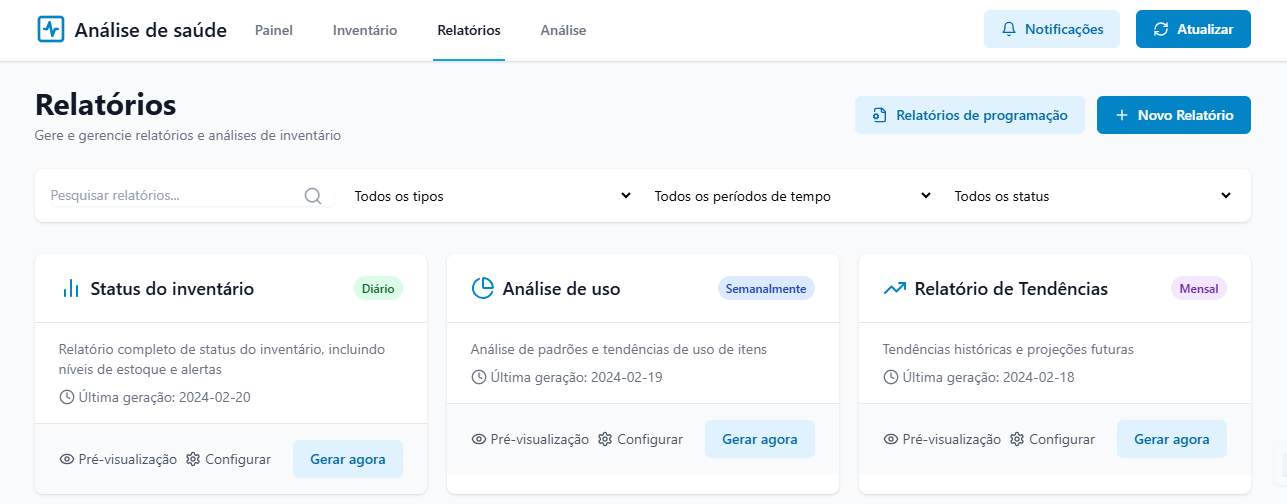 Análise de saúde
Painel
Inventário
Relatórios
Análise
Notificações
Atualizar
Relatórios
Gere e gerencie relatórios e análises de inventário
Relatórios de programação
Novo Relatório
Pesquisar relatórios...
Todos os tipos
Todos os períodos de tempo
Todos os status
Status do inventário
Diário
Relatório completo de status do inventário, incluindo
níveis de estoque e alertas
Última geração: 2024-02-20
Pré-visualização
Configurar
Gerar agora
Análise de uso
Semanalmente
Análise de padrões e tendências de uso de itens
Última geração: 2024-02-19
Pré-visualização
Configurar
Gerar agora
Relatório de Tendências
Mensal
Tendências históricas e projeções futuras
Última geração: 2024-02-18
Pré-visualização
Configurar
Gerar agora